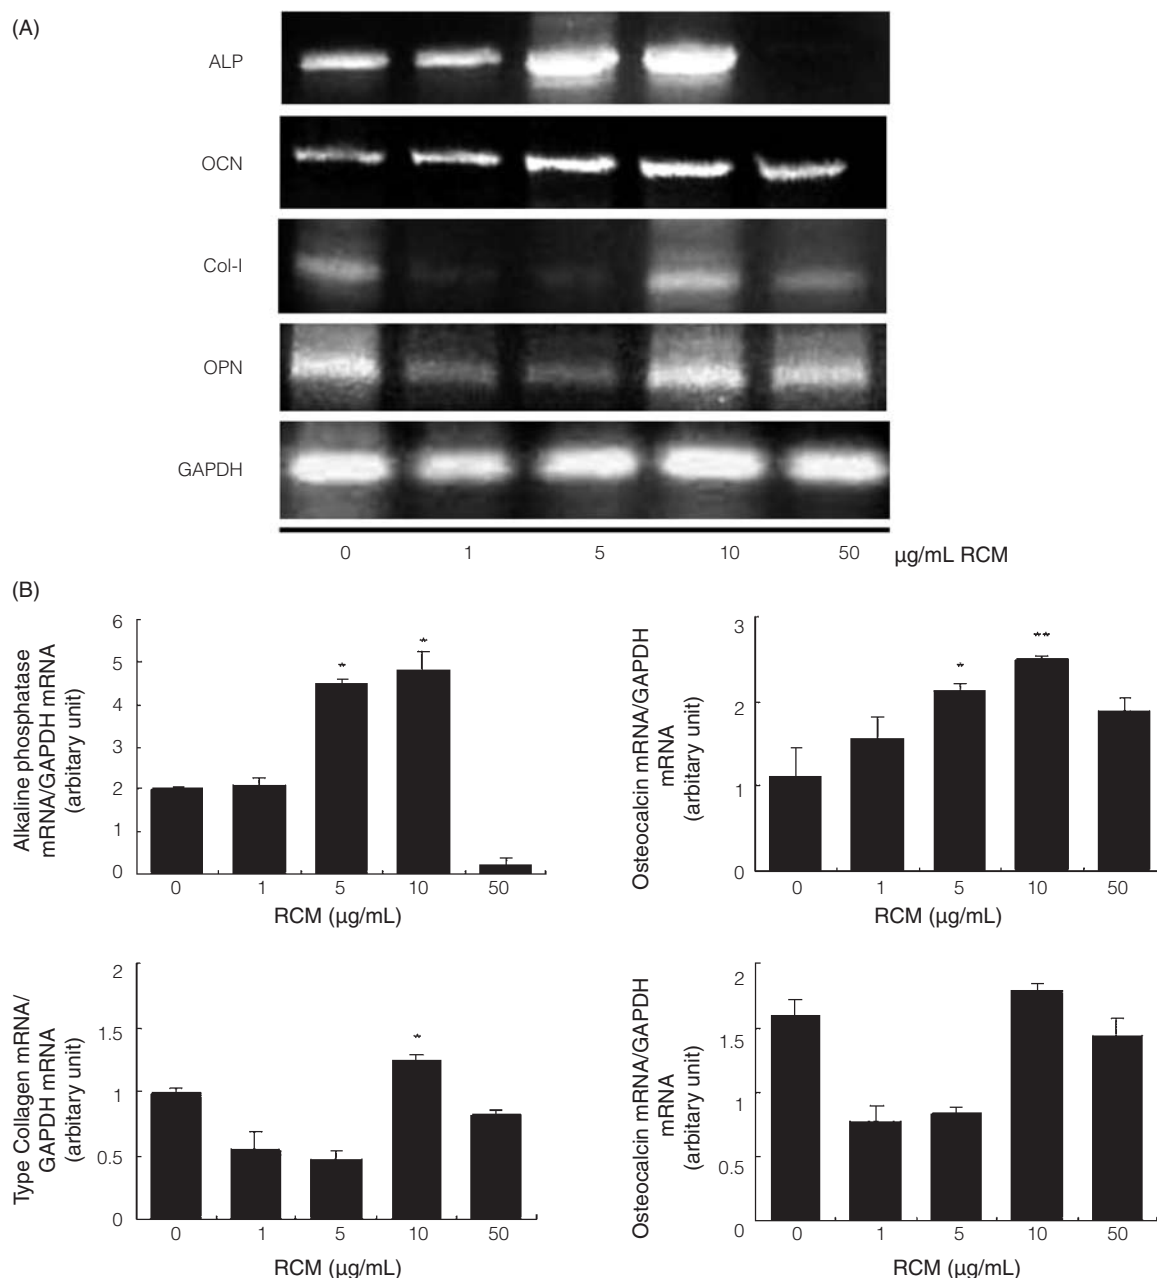 (A)
ALP
OCN
Col-I
OPN
GAPDH
0 1 5 10 50 µg/mL RCM
(B)
Alkaline phosphatase
mRNA/GAPDH mRNA
(arbitary unit)
6
5
4
3
2
1
0
* *
0 1 5 10 50
RCM (µg/mL)
Osteocalcin mRNA/GAPDH
mRNA
(arbitary unit)
3
2
1
0
* **
0 1 5 10 50
RCM (µg/mL)
Type Collagen mRNA/
GAPDH mRNA
(arbitary unit)
2
1.5
1
0.5
0
*
0 1 5 10 50
RCM (µg/mL)
Osteocalcin mRNA/GAPDH
mRNA
(arbitary unit)
2
1.5
1
0.5
0
0 1 5 10 50
RCM (µg/mL)